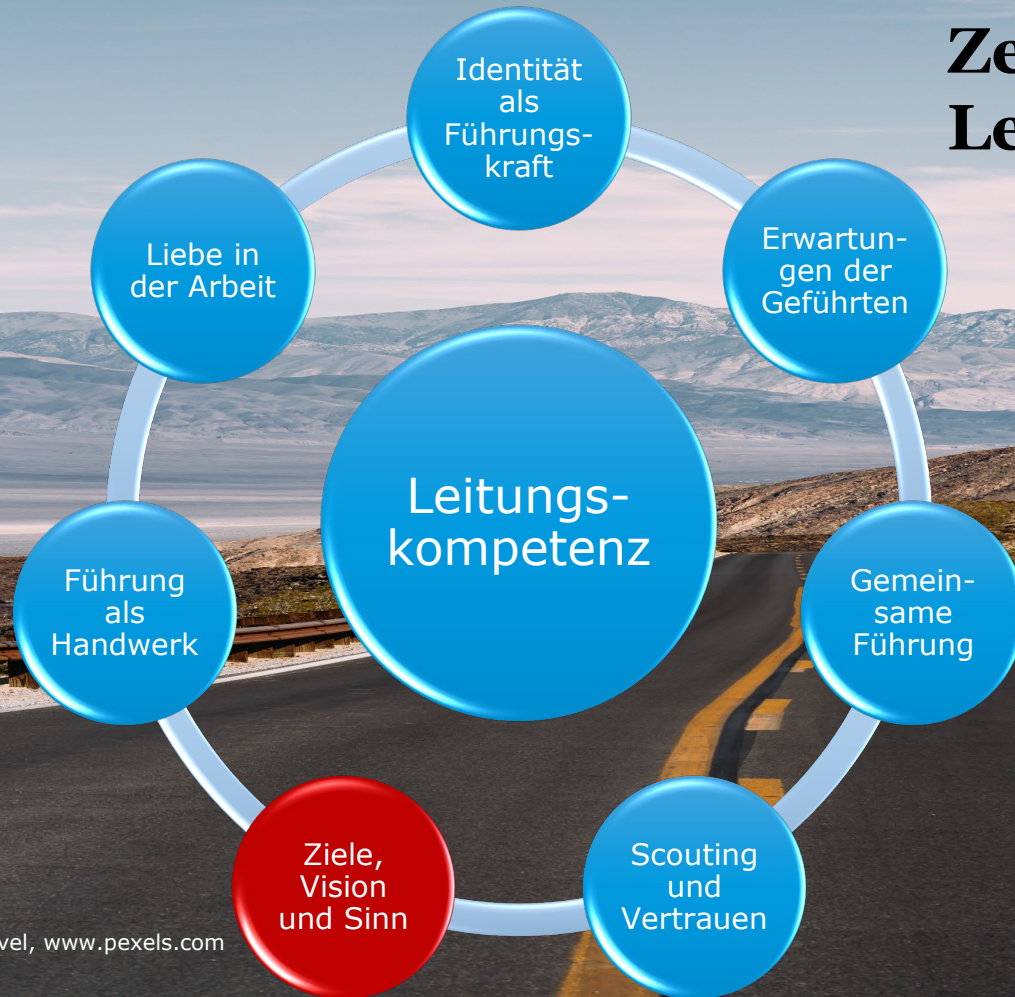 Identität
als
Führungs-
kraft
Erwartun-
gen der
Geführten
Gemein-
same
Führung
Scouting
und
Vertrauen
Ziele,
Vision
und Sinn
Führung
als
Handwerk
Liebe in
der Arbeit
Leitungs-
kompetenz
www.pexels.com